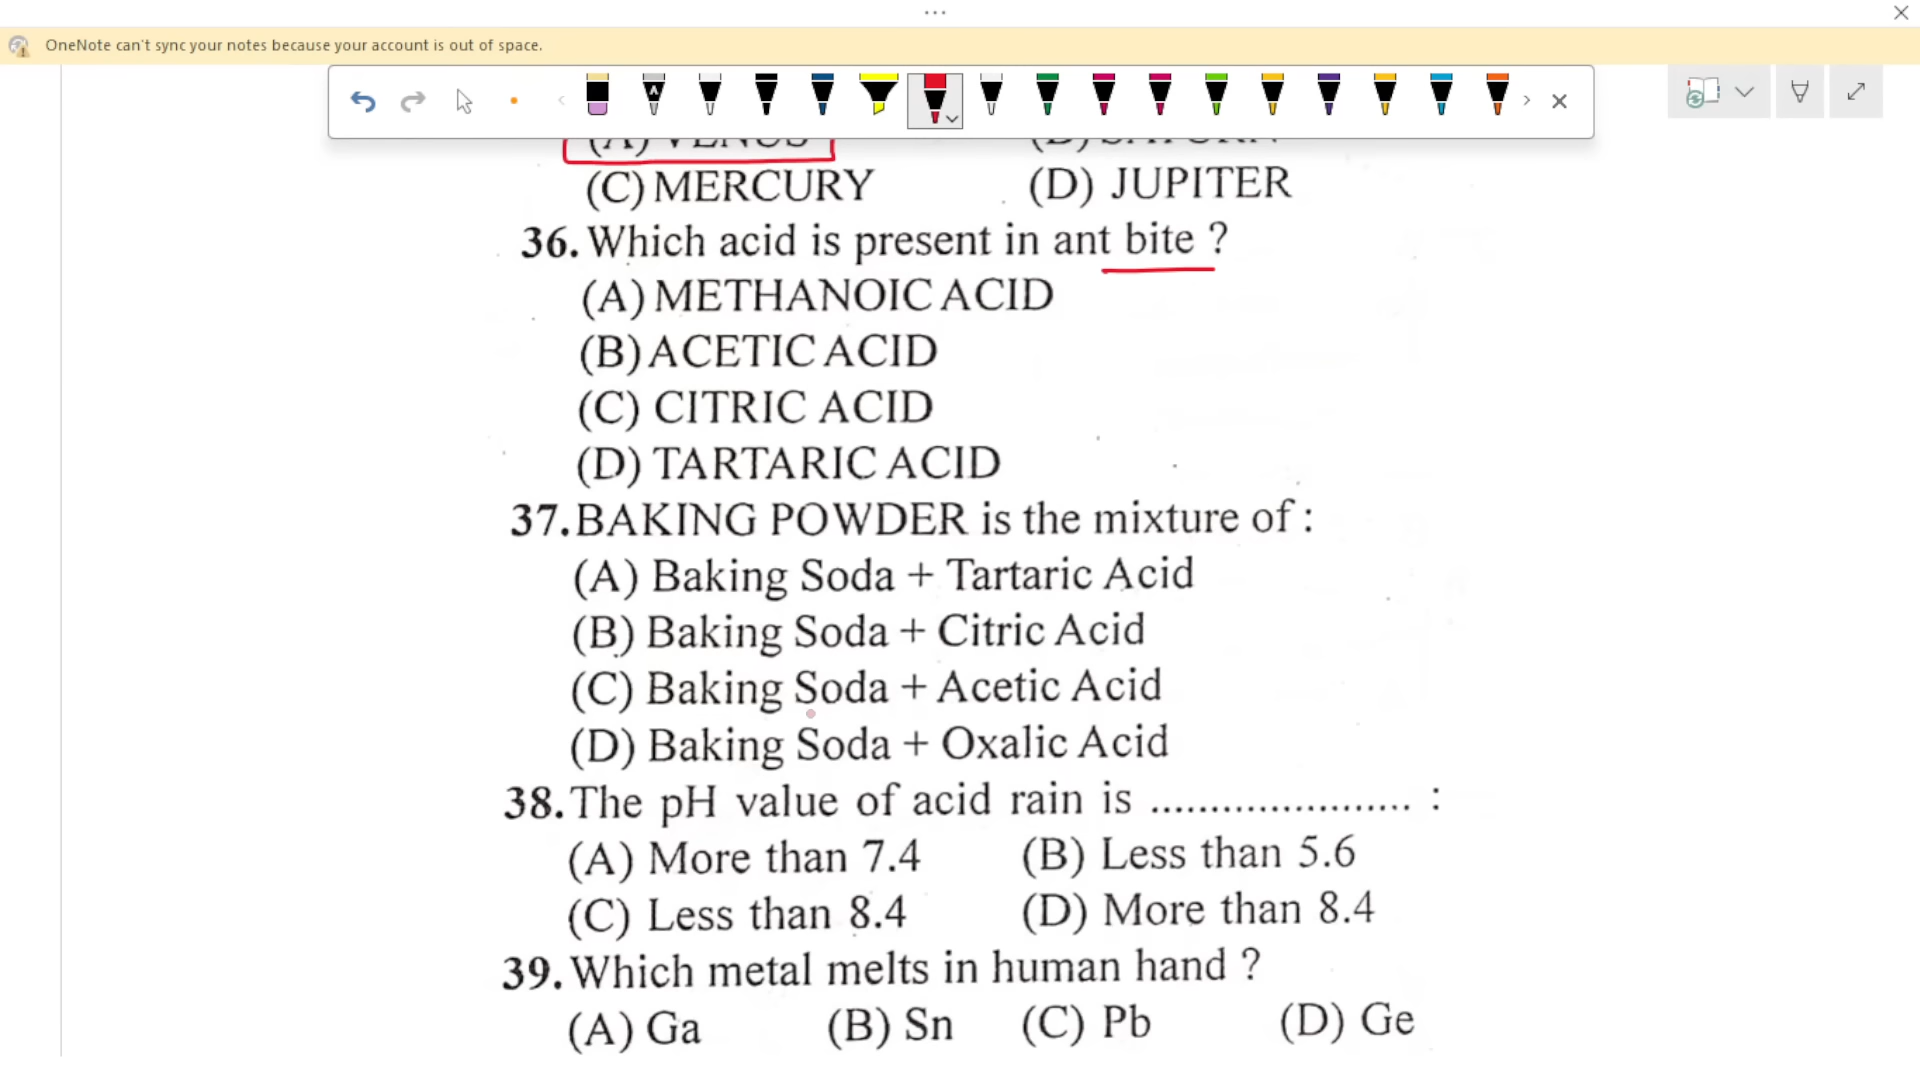 OneNote can't sync your notes because your account is out of space.
(A) VENUS (B) SATURN
(C) MERCURY (D) JUPITER
36. Which acid is present in ant bite ?
(A) METHANOIC ACID
(B) ACETIC ACID
(C) CITRIC ACID
(D) TARTARIC ACID
37. BAKING POWDER is the mixture of :
(A) Baking Soda + Tartaric Acid
(B) Baking Soda + Citric Acid
(C) Baking Soda + Acetic Acid
(D) Baking Soda + Oxalic Acid
38. The pH value of acid rain is ...................... :
(A) More than 7.4 (B) Less than 5.6
(C) Less than 8.4 (D) More than 8.4
39. Which metal melts in human hand ?
(A) Ga (B) Sn (C) Pb (D) Ge